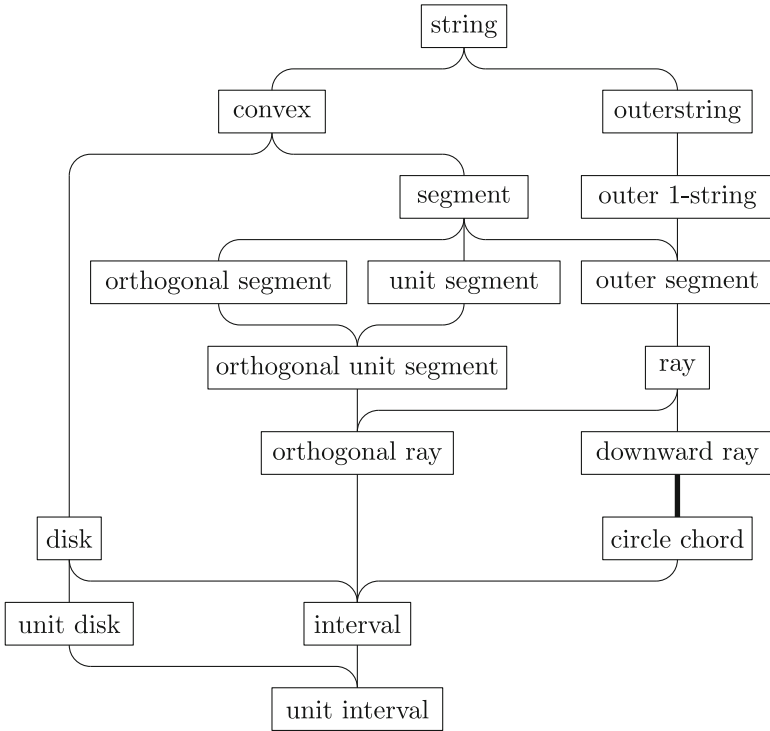 string
convex
outerstring
segment
outer 1-string
orthogonal segment
unit segment
outer segment
orthogonal unit segment
ray
orthogonal ray
downward ray
disk
circle chord
unit disk
interval
unit interval